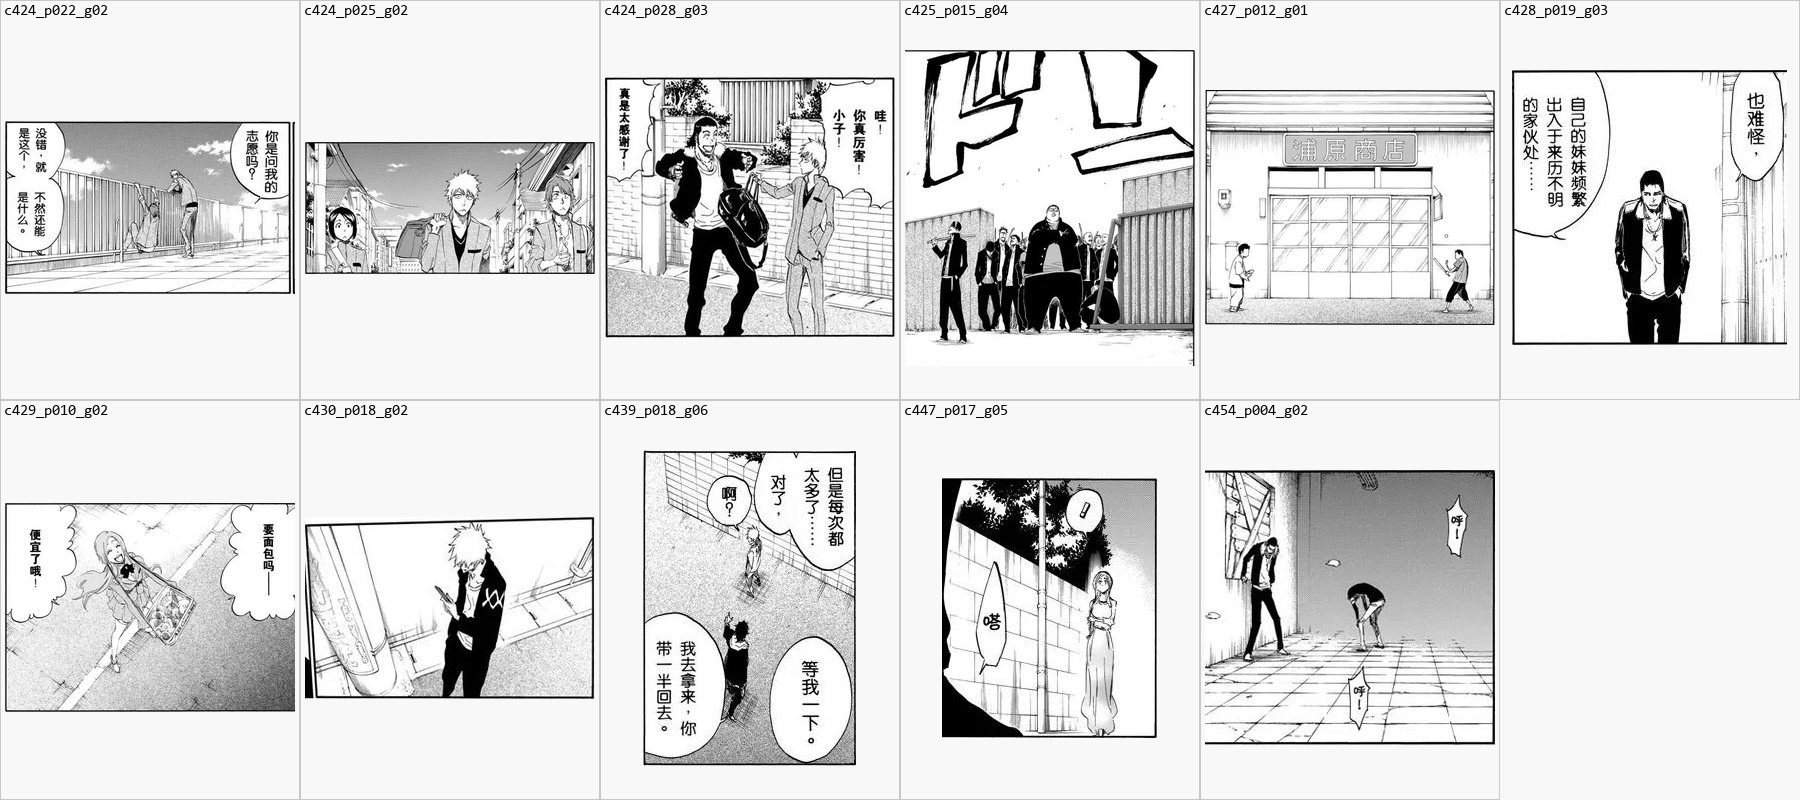 c424_p022_g02
你是问我的
志愿吗？
没错，就
是这个，
不然还能
是什么。
c424_p025_g02
c424_p028_g03
哇！
你真厉害！
小子！
真是太感谢了！
c425_p015_g04
c427_p012_g01
浦原商店
c428_p019_g03
也难怪，
自己的妹妹频繁
出入于来历不明
的家伙处……
c429_p010_g02
要面包吗——
便宜了哦！
c430_p018_g02
c439_p018_g06
但是每次都
太多了……
对了，
啊？
等我一下。
我去拿来，你
带一半回去。
c447_p017_g05
！
嗒
c454_p004_g02
呼！
呼！